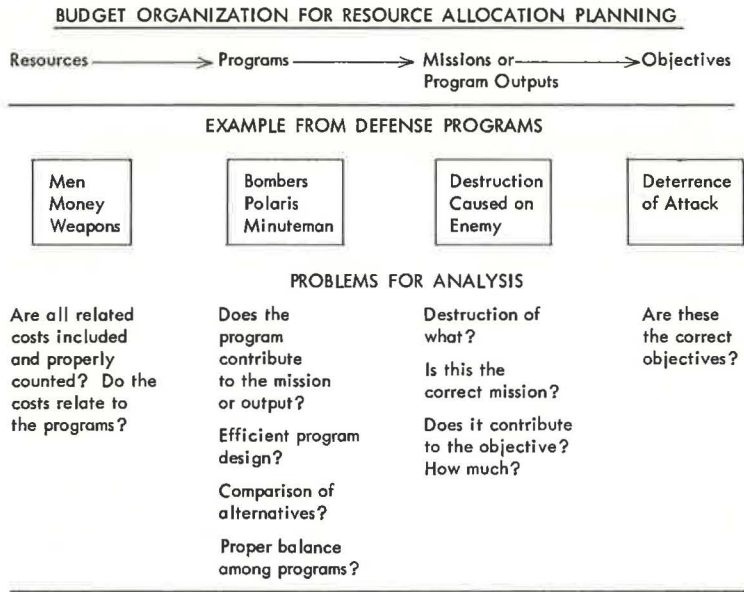 BUDGET ORGANIZATION FOR RESOURCE ALLOCATION PLANNING
Resources
Programs
Missions or
Program Outputs
Objectives
EXAMPLE FROM DEFENSE PROGRAMS
Men
Money
Weapons
Bombers
Polaris
Minuteman
Destruction
Caused on
Enemy
Deterrence
of Attack
PROBLEMS FOR ANALYSIS
Are all related
costs included
and properly
counted? Do the
costs relate to
the programs?
Does the
program
contribute
to the mission
or output?
Efficient program
design?
Comparison of
alternatives?
Proper balance
among programs?
Destruction of
what?
Is this the
correct mission?
Does it contribute
to the objective?
How much?
Are these
the correct
objectives?